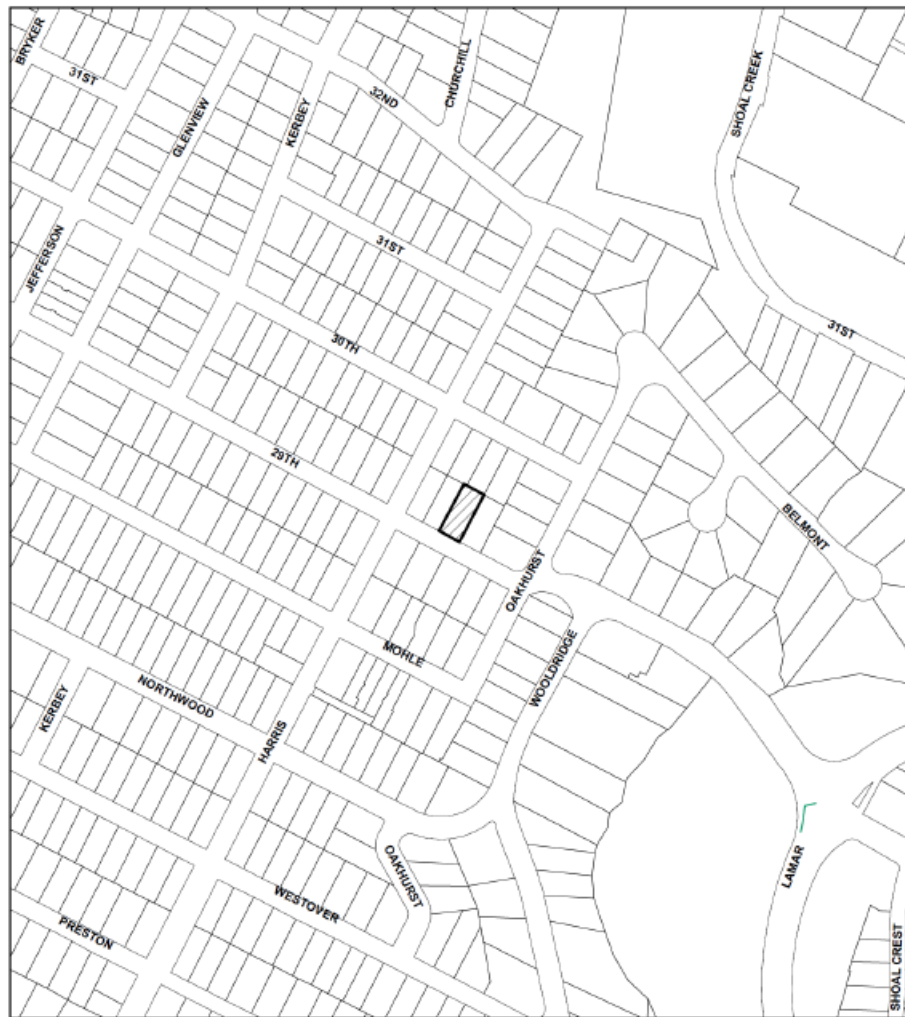 BRYKER
31ST
GLENVIEW
KERBEY
32ND
CHURCHILL
SHOAL CREEK
JEFFERSON
31ST
31ST
30TH
29TH
BELMONT
OAKHURST
MOHLE
WOOLDRIDGE
NORTHWOOD
KERBEY
HARRIS
OAKHURST
LAMAR
WESTOVER
PRESTON
SHOAL CREST